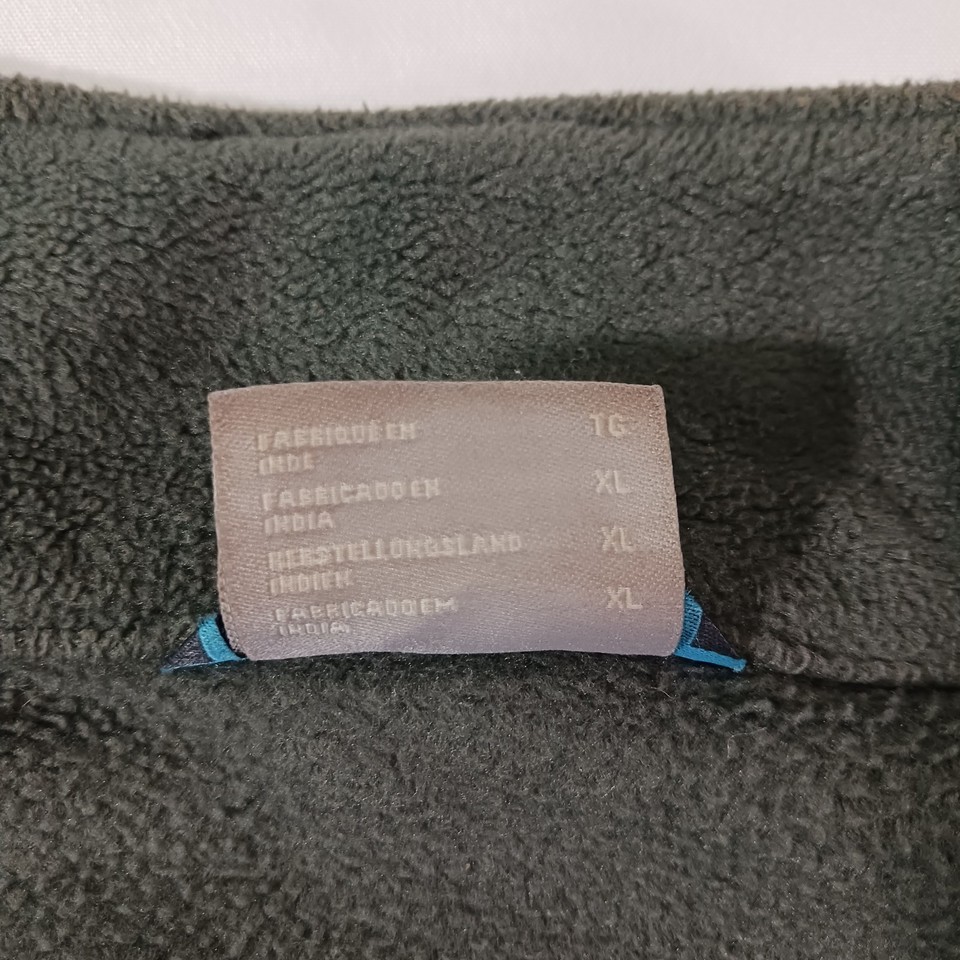 FABRIQUE EN TG
INDE
FABRICADO EN XL
INDIA
HERSTELLUNGSLAND XL
INDIEN
FABRICADO EM XL
INDIA